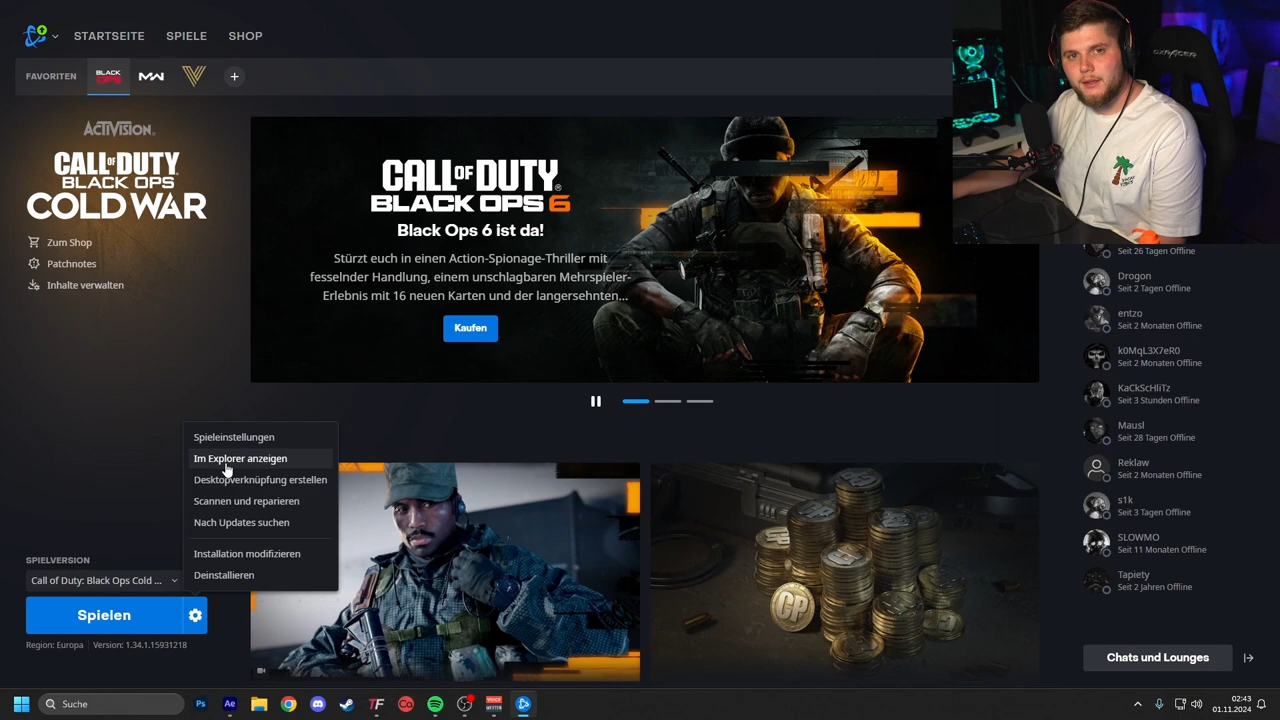 STARTSEITE
SPIELE
SHOP
FAVORITEN
BLACK OPS
MW
V
ACTIVISION
CALL OF DUTY
BLACK OPS
COLD WAR
Zum Shop
Patchnotes
Inhalte verwalten
CALL OF DUTY
BLACK OPS 6
Black Ops 6 ist da!
Stürzt euch in einen Action-Spionage-Thriller mit
fesselnder Handlung, einem unschlagbaren Mehrspieler-
Erlebnis mit 16 neuen Karten und der langersehnten...
Kaufen
Spieleinstellungen
Im Explorer anzeigen
Desktopverknüpfung erstellen
Scannen und reparieren
Nach Updates suchen
Installation modifizieren
Deinstallieren
SPIELVERSION
Call of Duty: Black Ops Cold ...
Spielen
Region: Europa | Version: 1.34.1.15931218
CP
Seit 26 Tagen Offline
Drogon
Seit 2 Tagen Offline
entzo
Seit 2 Monaten Offline
k0MqL3X7eR0
Seit 2 Monaten Offline
KaCkScHliTz
Seit 3 Stunden Offline
Mausl
Seit 28 Tagen Offline
Reklaw
Seit 2 Monaten Offline
s1k
Seit 3 Tagen Offline
SLOWMO
Seit 11 Monaten Offline
Tapiety
Seit 2 Jahren Offline
Chats und Lounges
Suche
Ps
Ae
02:43
01.11.2024